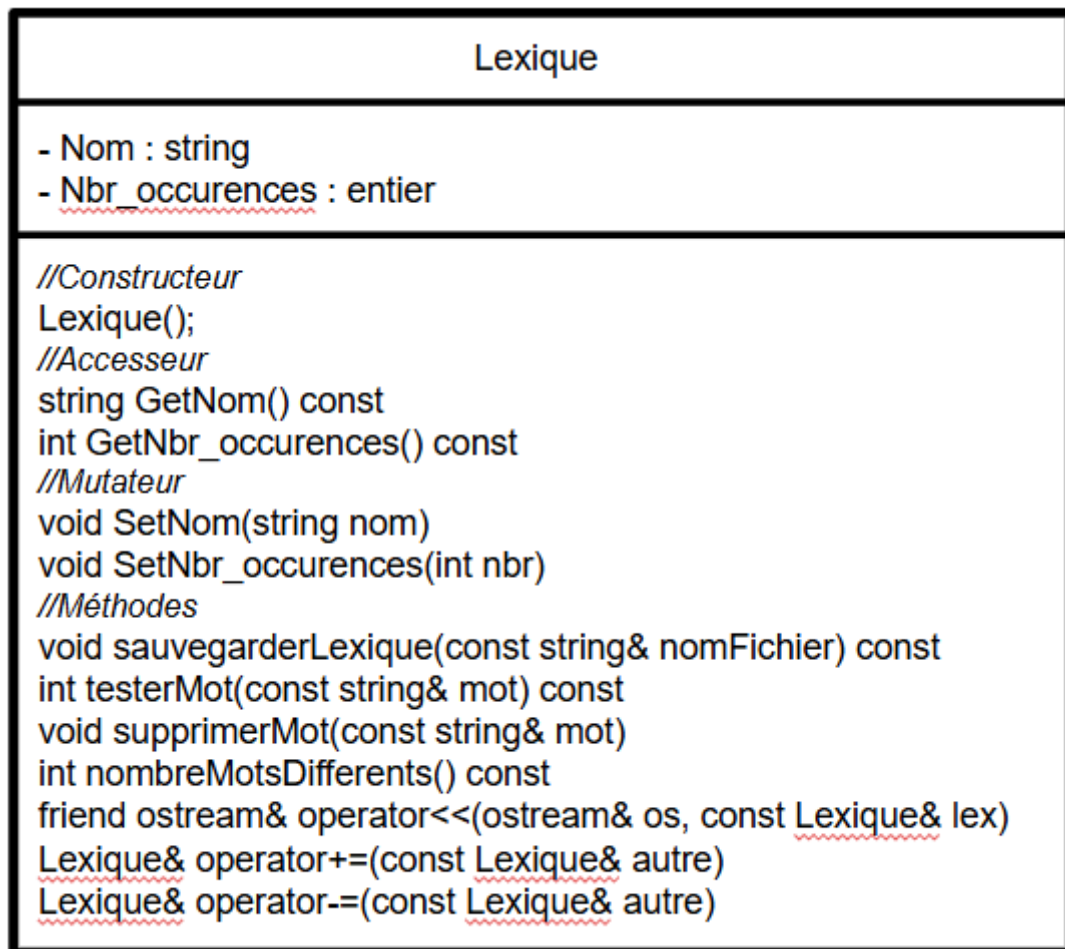 Lexique
- Nom : string
- Nbr_occurences : entier
//Constructeur
Lexique();
//Accesseur
string GetNom() const
int GetNbr_occurences() const
//Mutateur
void SetNom(string nom)
void SetNbr_occurences(int nbr)
//Méthodes
void sauvegarderLexique(const string& nomFichier) const
int testerMot(const string& mot) const
void supprimerMot(const string& mot)
int nombreMotsDifferents() const
friend ostream& operator<<(ostream& os, const Lexique& lex)
Lexique& operator+=(const Lexique& autre)
Lexique& operator-=(const Lexique& autre)